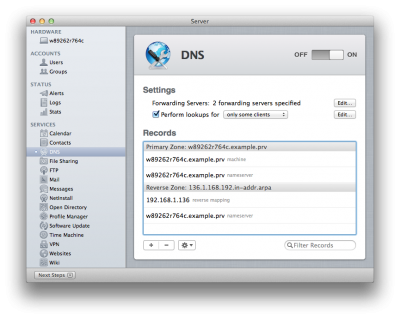 Server
HARDWARE
w89262r764c
ACCOUNTS
Users
Groups
STATUS
Alerts
Logs
Stats
SERVICES
Calendar
Contacts
DNS
File Sharing
FTP
Mail
Messages
NetInstall
Open Directory
Profile Manager
Software Update
Time Machine
VPN
Websites
Wiki
Next Steps
DNS
OFF ON
Settings
Forwarding Servers: 2 forwarding servers specified Edit...
Perform lookups for only some clients Edit...
Records
Primary Zone: w89262r764c.example.prv
w89262r764c.example.prv machine
w89262r764c.example.prv nameserver
Reverse Zone: 136.1.168.192.in-addr.arpa
192.168.1.136 reverse mapping
w89262r764c.example.prv nameserver
Filter Records